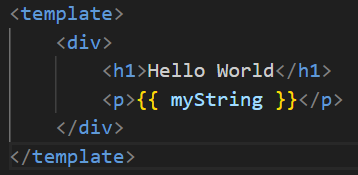 <template>
    <div>
        <h1>Hello World</h1>
        <p>{{ myString }}</p>
    </div>
</template>